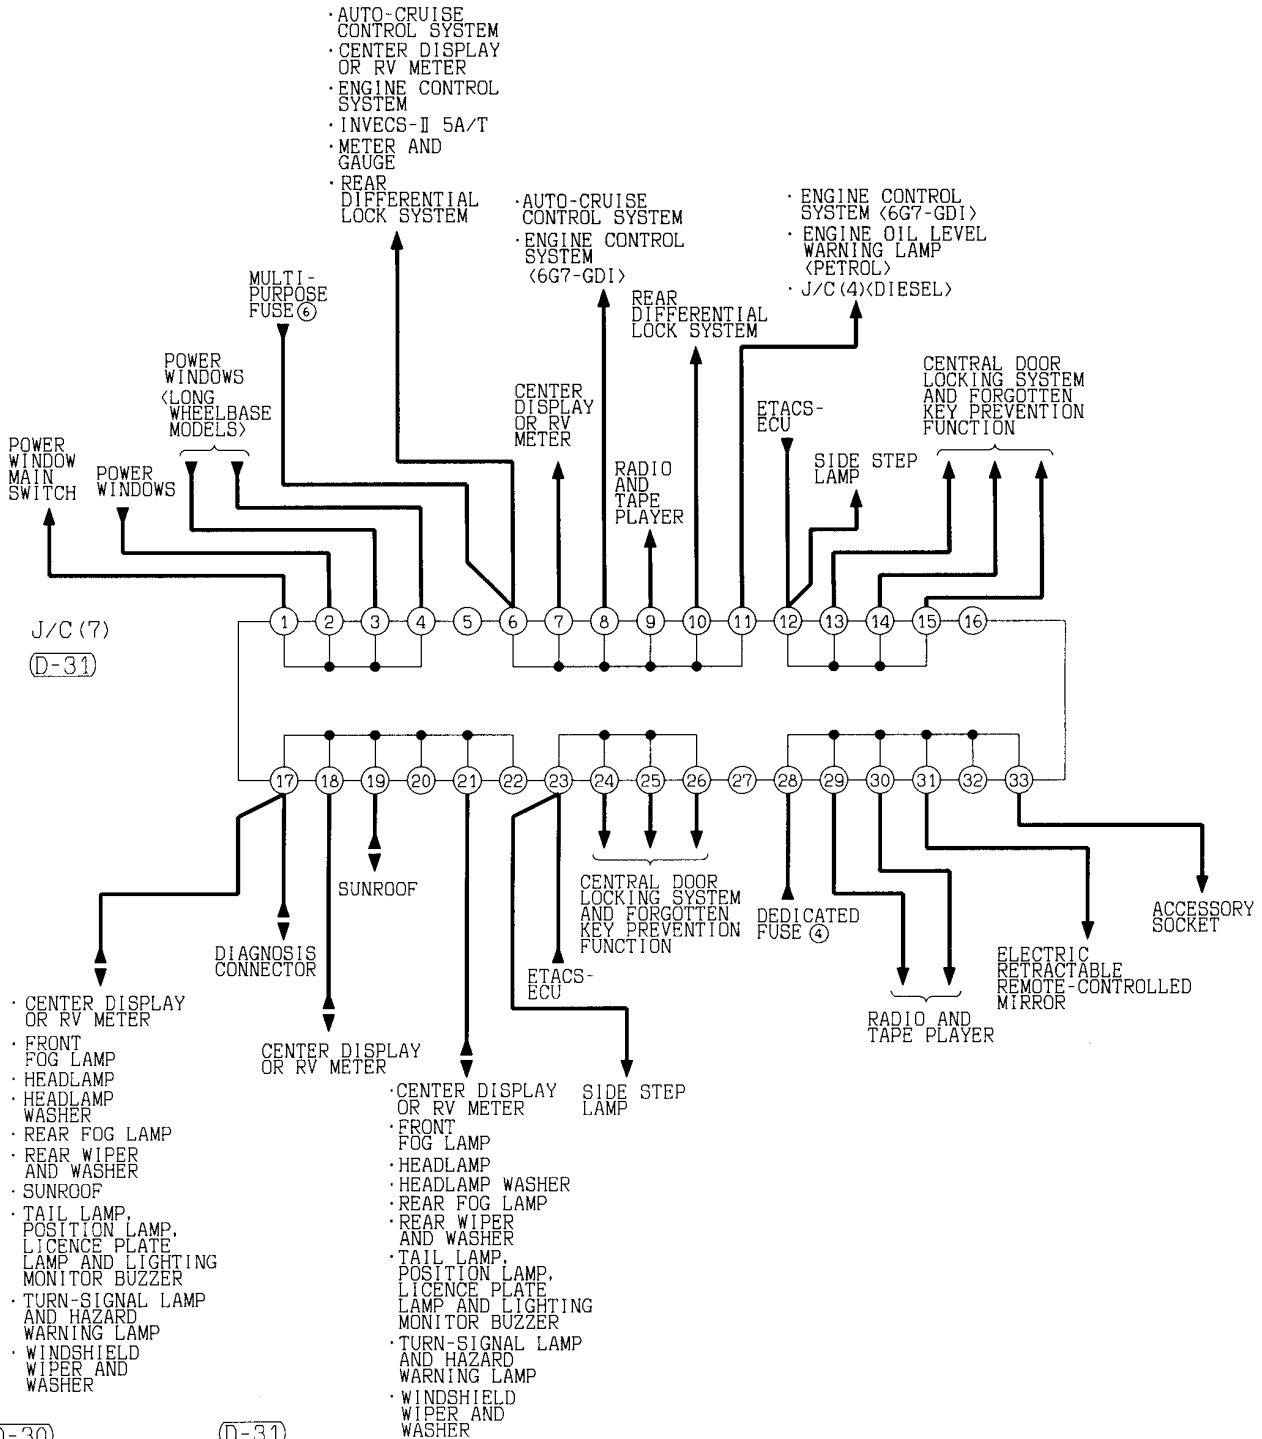 · AUTO-CRUISE
CONTROL SYSTEM
· CENTER DISPLAY
OR RV METER
· ENGINE CONTROL
SYSTEM
· INVECS-Ⅱ 5A/T
· METER AND
GAUGE
· REAR
DIFFERENTIAL
LOCK SYSTEM
· AUTO-CRUISE
CONTROL SYSTEM
· ENGINE CONTROL
SYSTEM
〈6G7-GDI〉
· ENGINE CONTROL
SYSTEM 〈6G7-GDI〉
· ENGINE OIL LEVEL
WARNING LAMP
〈PETROL〉
· J/C(4)〈DIESEL〉
MULTI-
PURPOSE
FUSE ⑥
REAR
DIFFERENTIAL
LOCK SYSTEM
POWER
WINDOWS
〈LONG
WHEELBASE
MODELS〉
CENTER
DISPLAY
OR RV
METER
ETACS-
ECU
CENTRAL DOOR
LOCKING SYSTEM
AND FORGOTTEN
KEY PREVENTION
FUNCTION
POWER
WINDOW
MAIN
SWITCH
POWER
WINDOWS
RADIO
AND
TAPE
PLAYER
SIDE STEP
LAMP
1 2 3 4 5 6 7 8 9 10 11 12 13 14 15 16
J/C(7)
D-31
17 18 19 20 21 22 23 24 25 26 27 28 29 30 31 32 33
SUNROOF
CENTRAL DOOR
LOCKING SYSTEM
AND FORGOTTEN
KEY PREVENTION
FUNCTION
DEDICATED
FUSE ④
ACCESSORY
SOCKET
DIAGNOSIS
CONNECTOR
ETACS-
ECU
ELECTRIC
RETRACTABLE
REMOTE-CONTROLLED
MIRROR
RADIO AND
TAPE PLAYER
CENTER DISPLAY
OR RV METER
SIDE STEP
LAMP
· CENTER DISPLAY
OR RV METER
· FRONT
FOG LAMP
· HEADLAMP
· HEADLAMP
WASHER
· REAR FOG LAMP
· REAR WIPER
AND WASHER
· SUNROOF
· TAIL LAMP,
POSITION LAMP,
LICENCE PLATE
LAMP AND LIGHTING
MONITOR BUZZER
· TURN-SIGNAL LAMP
AND HAZARD
WARNING LAMP
· WINDSHIELD
WIPER AND
WASHER
· CENTER DISPLAY
OR RV METER
· FRONT
FOG LAMP
· HEADLAMP
· HEADLAMP WASHER
· REAR FOG LAMP
· REAR WIPER
AND WASHER
· TAIL LAMP,
POSITION LAMP,
LICENCE PLATE
LAMP AND LIGHTING
MONITOR BUZZER
· TURN-SIGNAL LAMP
AND HAZARD
WARNING LAMP
· WINDSHIELD
WIPER AND
WASHER
D-31